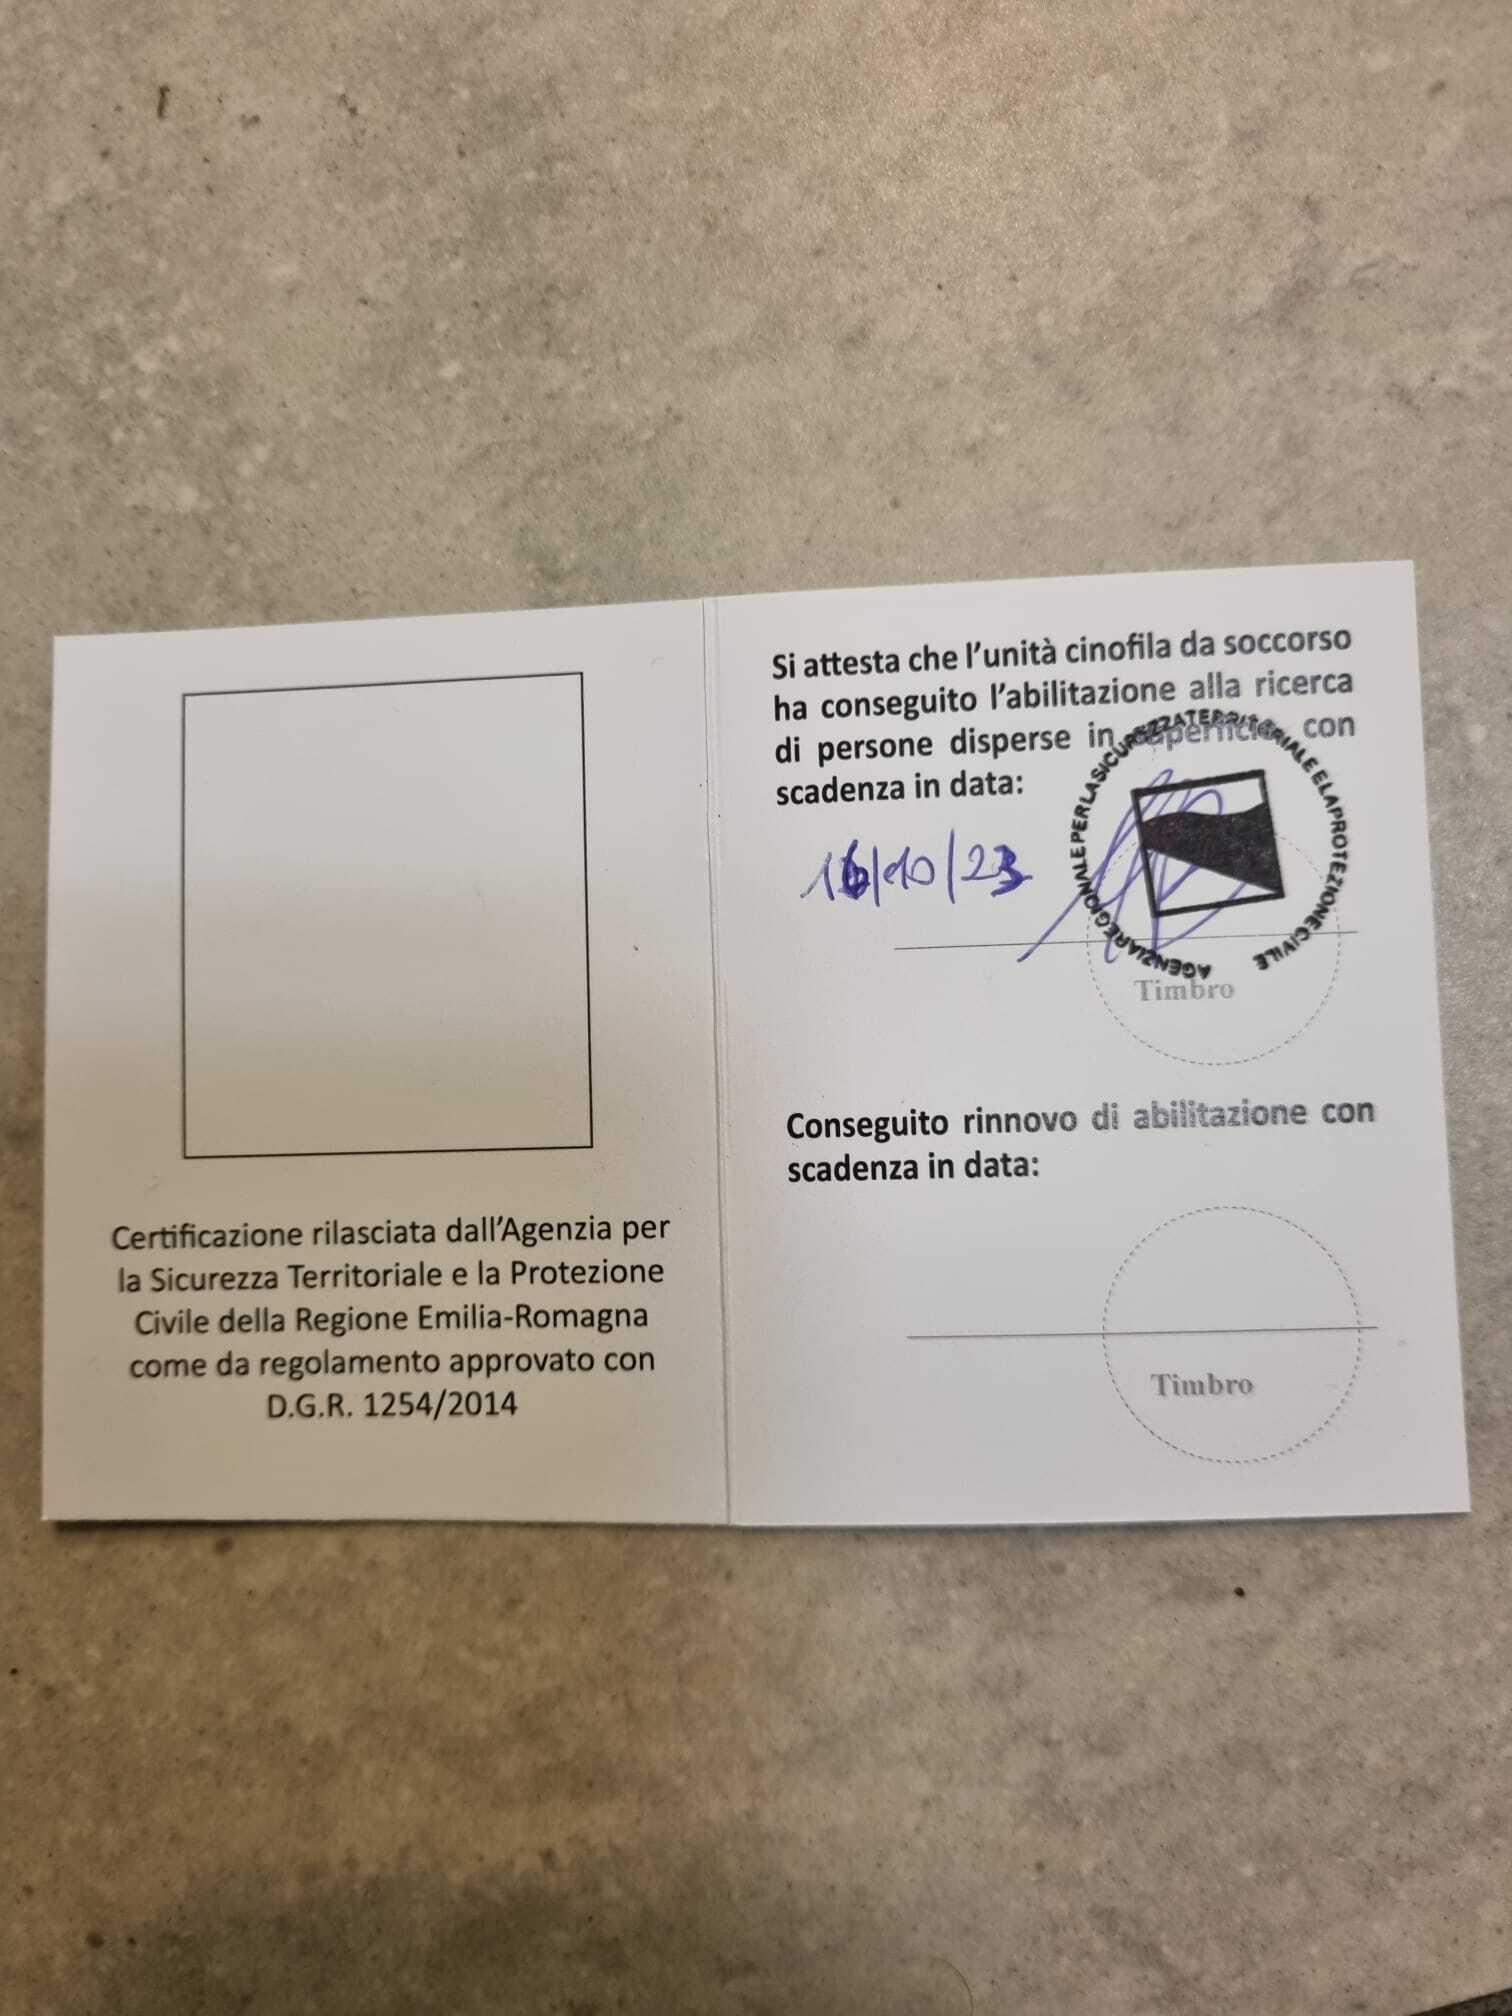 Certificazione rilasciata dall'Agenzia per
la Sicurezza Territoriale e la Protezione
Civile della Regione Emilia-Romagna
come da regolamento approvato con
D.G.R. 1254/2014
Si attesta che l'unità cinofila da soccorso
ha conseguito l'abilitazione alla ricerca
di persone disperse in superficie, con
scadenza in data:
16/10/23
AGENZIA REGIONALE PER LA SICUREZZA TERRITORIALE E LA PROTEZIONE CIVILE
Timbro
Conseguito rinnovo di abilitazione con
scadenza in data:
Timbro